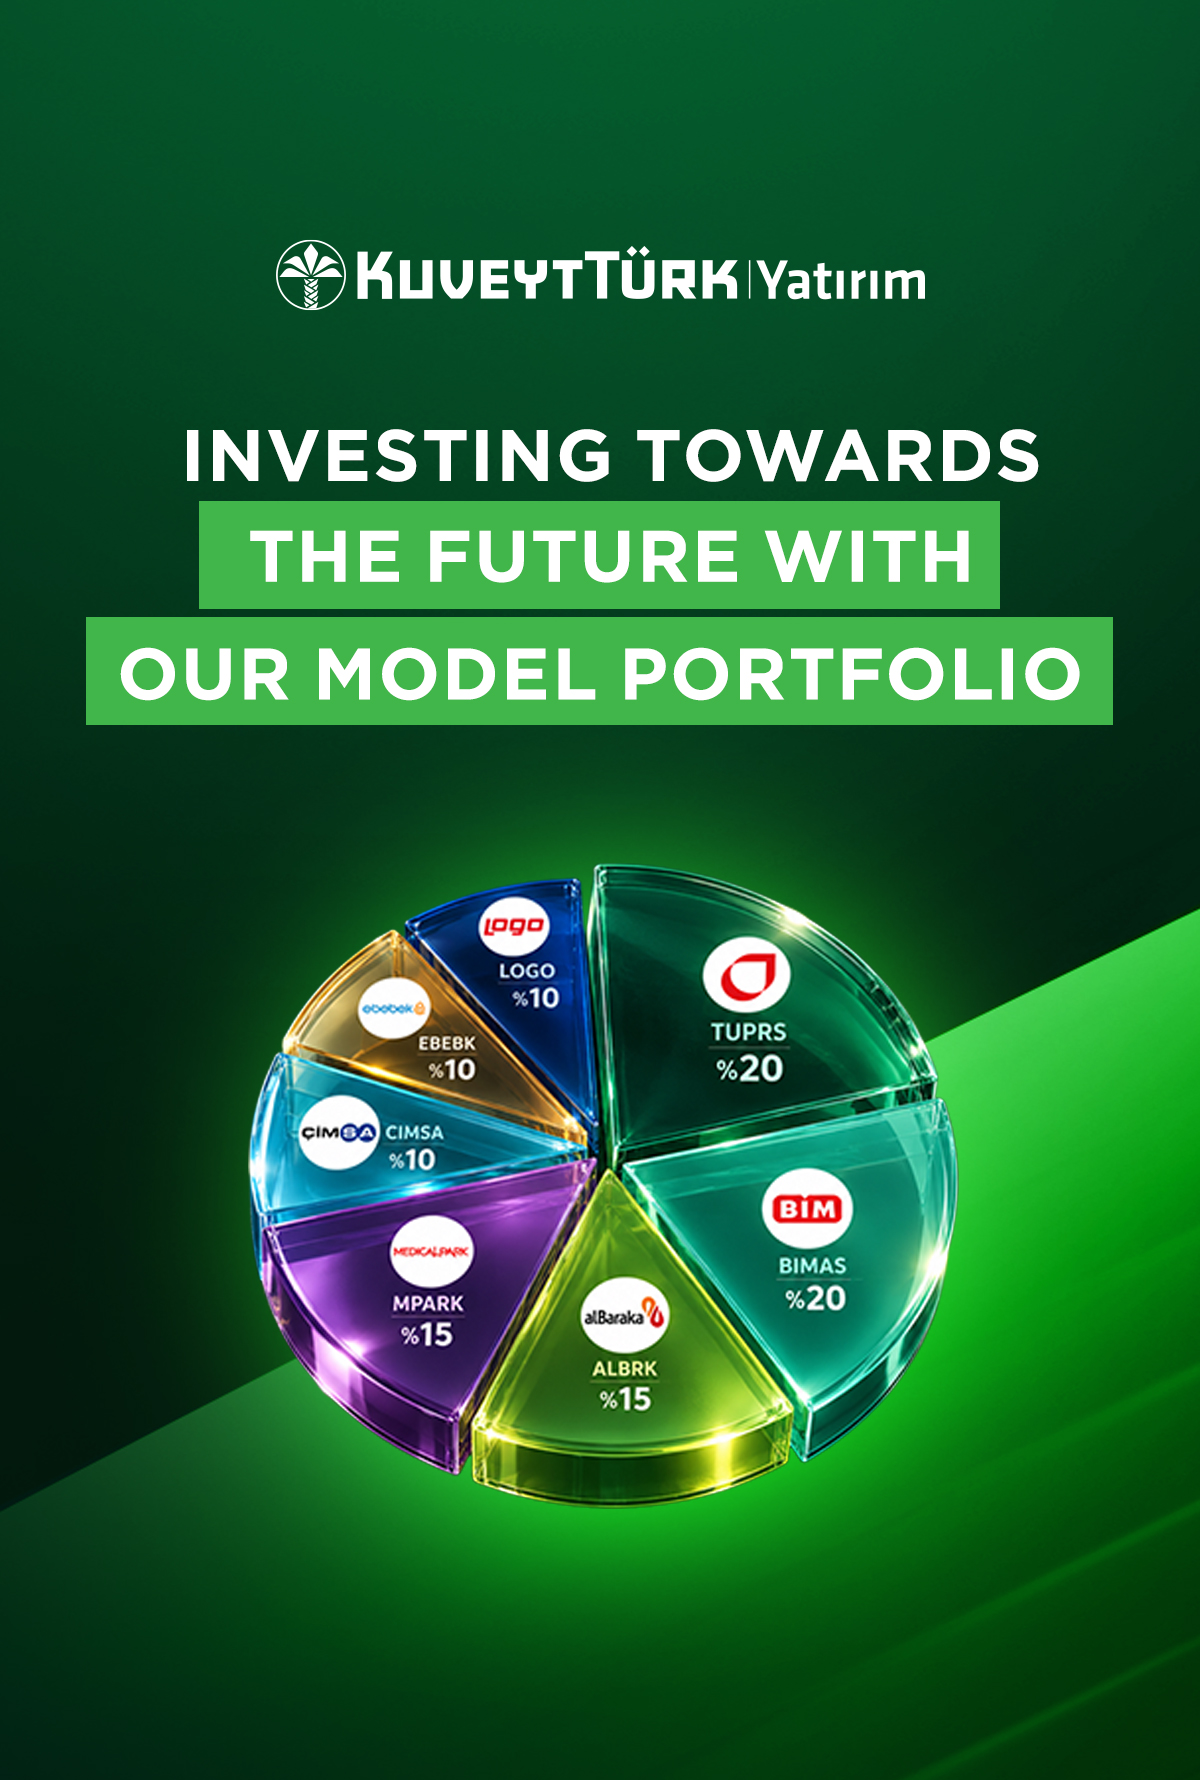 KUVEYTTÜRK | Yatırım
INVESTING TOWARDS
THE FUTURE WITH
OUR MODEL PORTFOLIO
LOGO
LOGO
%10
TUPRS
%20
ebebek
EBEBK
%10
ÇİMSA
CIMSA
%10
BİM
BIMAS
%20
MEDICALPARK
MPARK
%15
alBaraka
ALBRK
%15